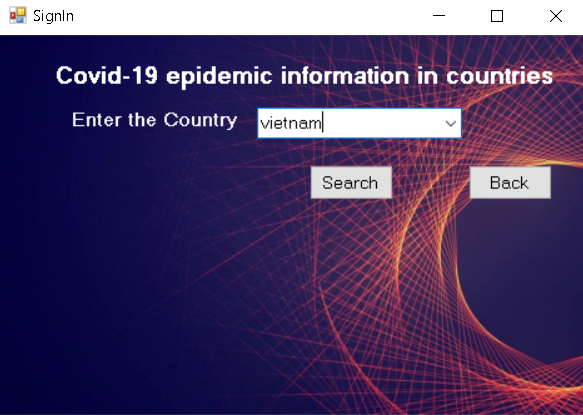 SignIn
Covid-19 epidemic information in countries
Enter the Country vietnam
Search Back